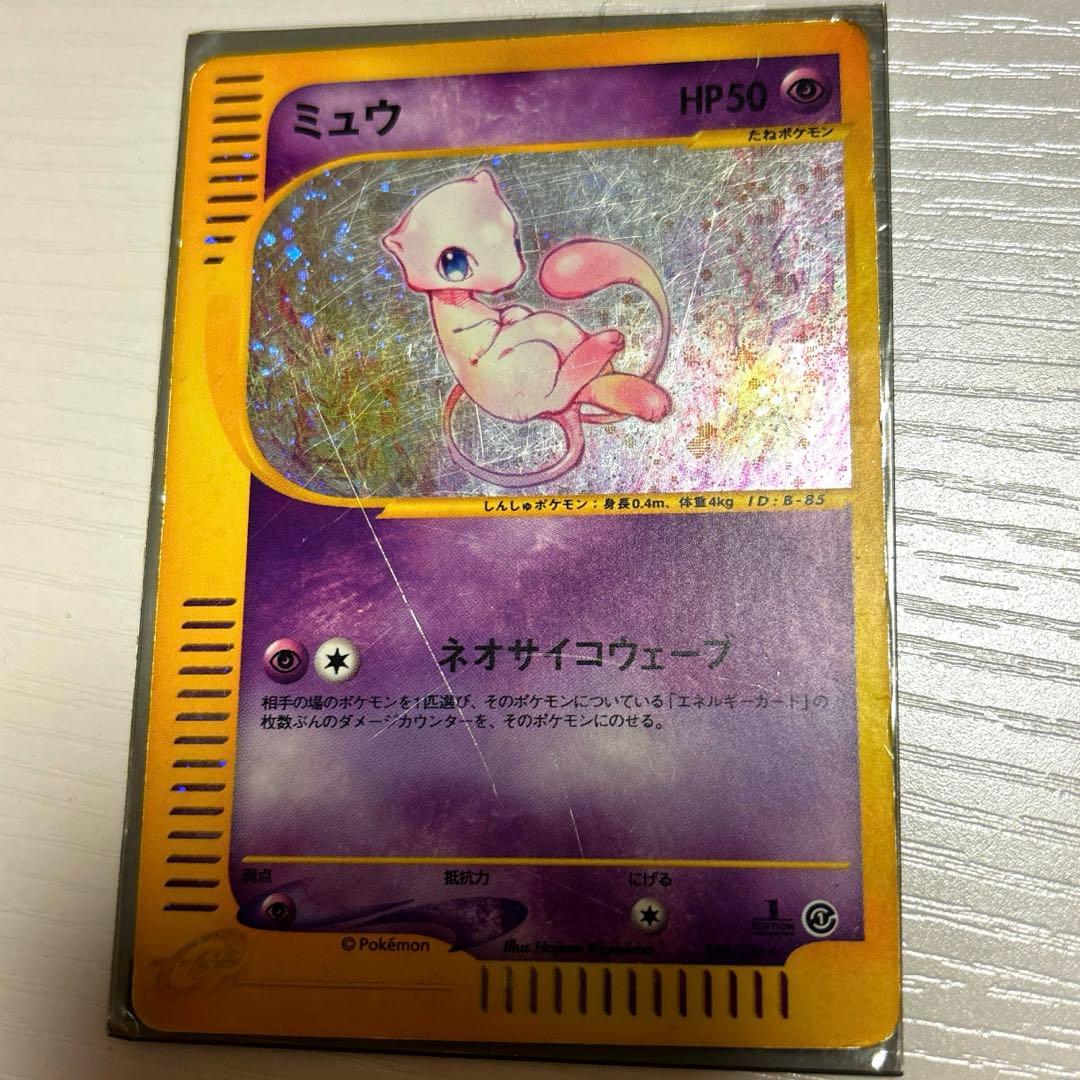 ミュウ
HP50
たねポケモン
しんしゅポケモン：身長0.4m、体重4kg ID：B-85
ネオサイコウェーブ
相手の場のポケモンを1匹選び、そのポケモンについている「エネルギーカード」の
枚数ぶんのダメージカウンターを、そのポケモンにのせる。
弱点
抵抗力
にげる
1
EDITION
© Pokémon
Illus. Hajime Kusajima